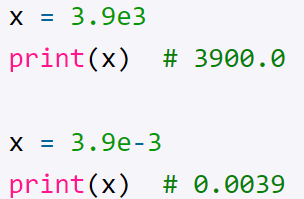 x = 3.9e3
print(x)  # 3900.0
x = 3.9e-3
print(x)  # 0.0039